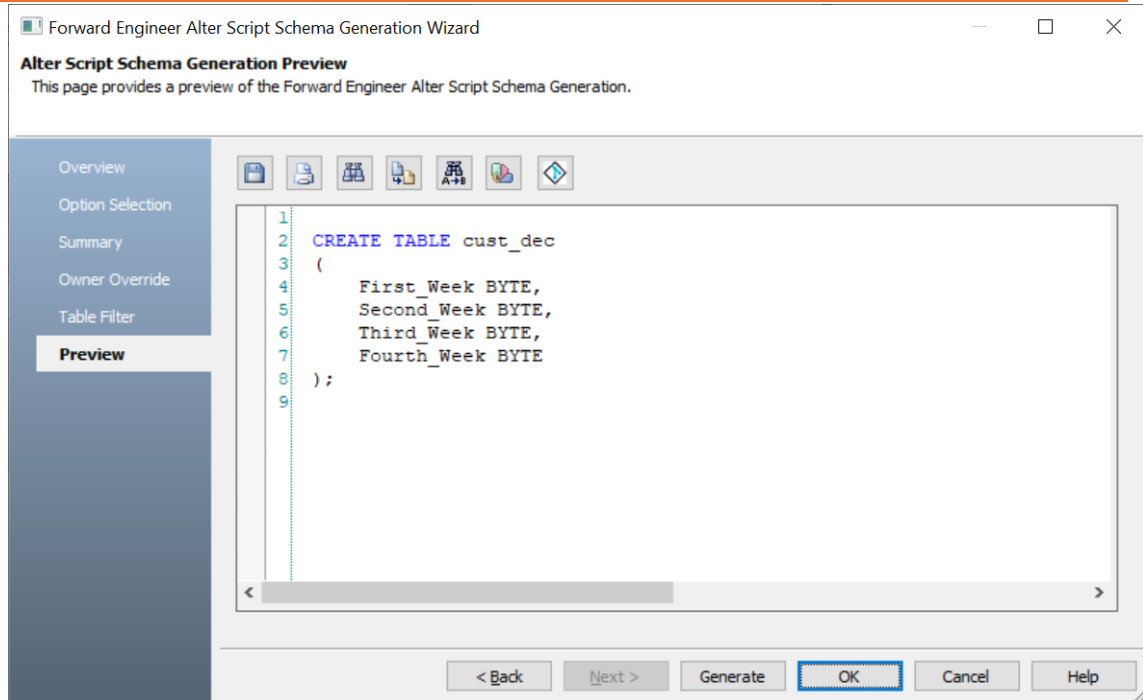 Forward Engineer Alter Script Schema Generation Wizard
Alter Script Schema Generation Preview
This page provides a preview of the Forward Engineer Alter Script Schema Generation.
Overview
Option Selection
Summary
Owner Override
Table Filter
Preview
A B
1
2 CREATE TABLE cust_dec
3 (
4 First_Week BYTE,
5 Second_Week BYTE,
6 Third_Week BYTE,
7 Fourth_Week BYTE
8 );
9
< Back
Next >
Generate
OK
Cancel
Help